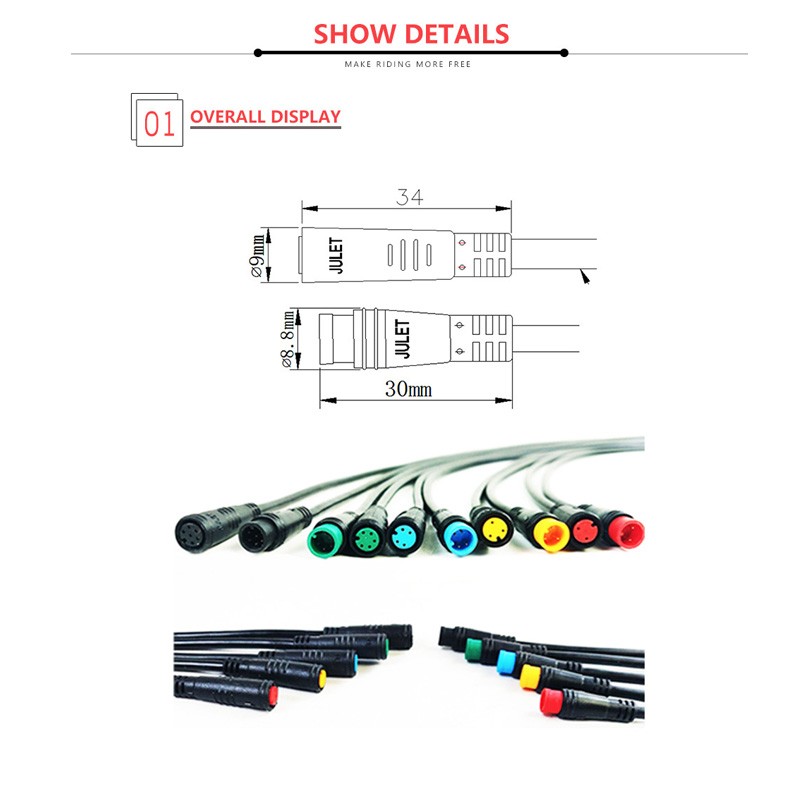 SHOW DETAILS
MAKE RIDING MORE FREE
01
OVERALL DISPLAY
34
⌀9mm
JULET
⌀8.8mm
JULET
30mm